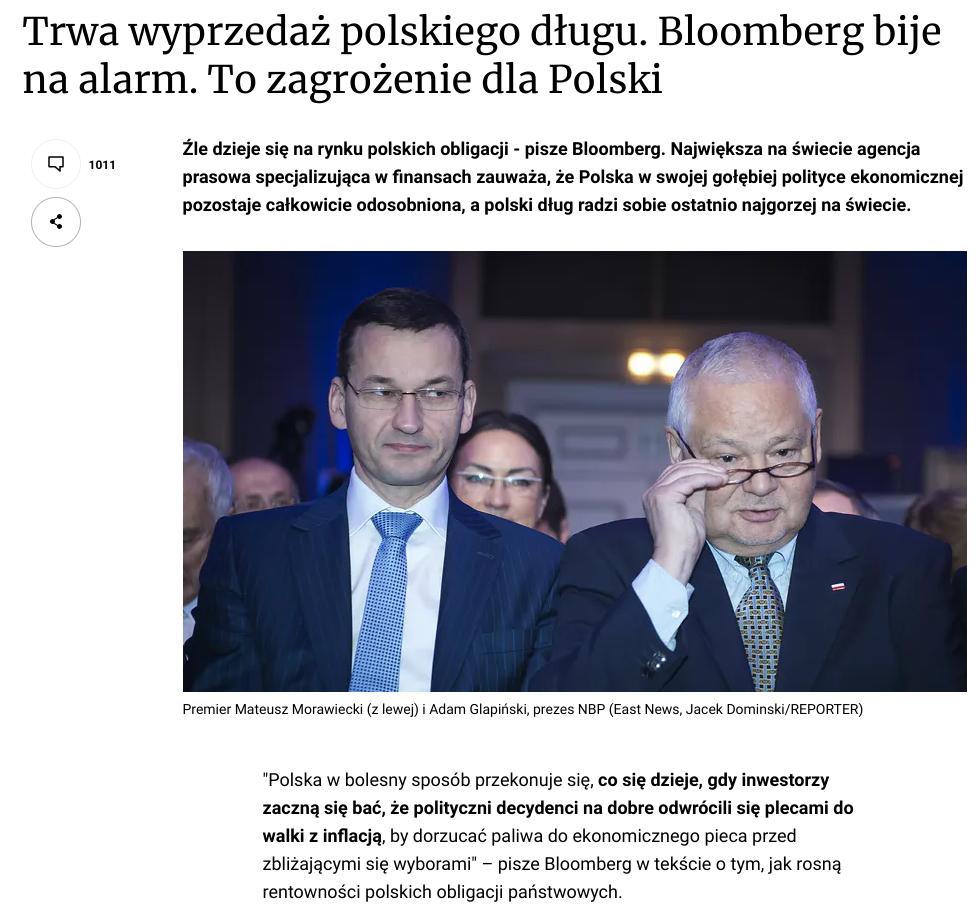 Trwa wyprzedaż polskiego długu. Bloomberg bije
na alarm. To zagrożenie dla Polski
1011
Źle dzieje się na rynku polskich obligacji - pisze Bloomberg. Największa na świecie agencja
prasowa specjalizująca w finansach zauważa, że Polska w swojej gołębiej polityce ekonomicznej
pozostaje całkowicie odosobniona, a polski dług radzi sobie ostatnio najgorzej na świecie.
Premier Mateusz Morawiecki (z lewej) i Adam Glapiński, prezes NBP (East News, Jacek Dominski/REPORTER)
"Polska w bolesny sposób przekonuje się, co się dzieje, gdy inwestorzy
zaczną się bać, że polityczni decydenci na dobre odwrócili się plecami do
walki z inflacją, by dorzucać paliwa do ekonomicznego pieca przed
zbliżającymi się wyborami" – pisze Bloomberg w tekście o tym, jak rosną
rentowności polskich obligacji państwowych.